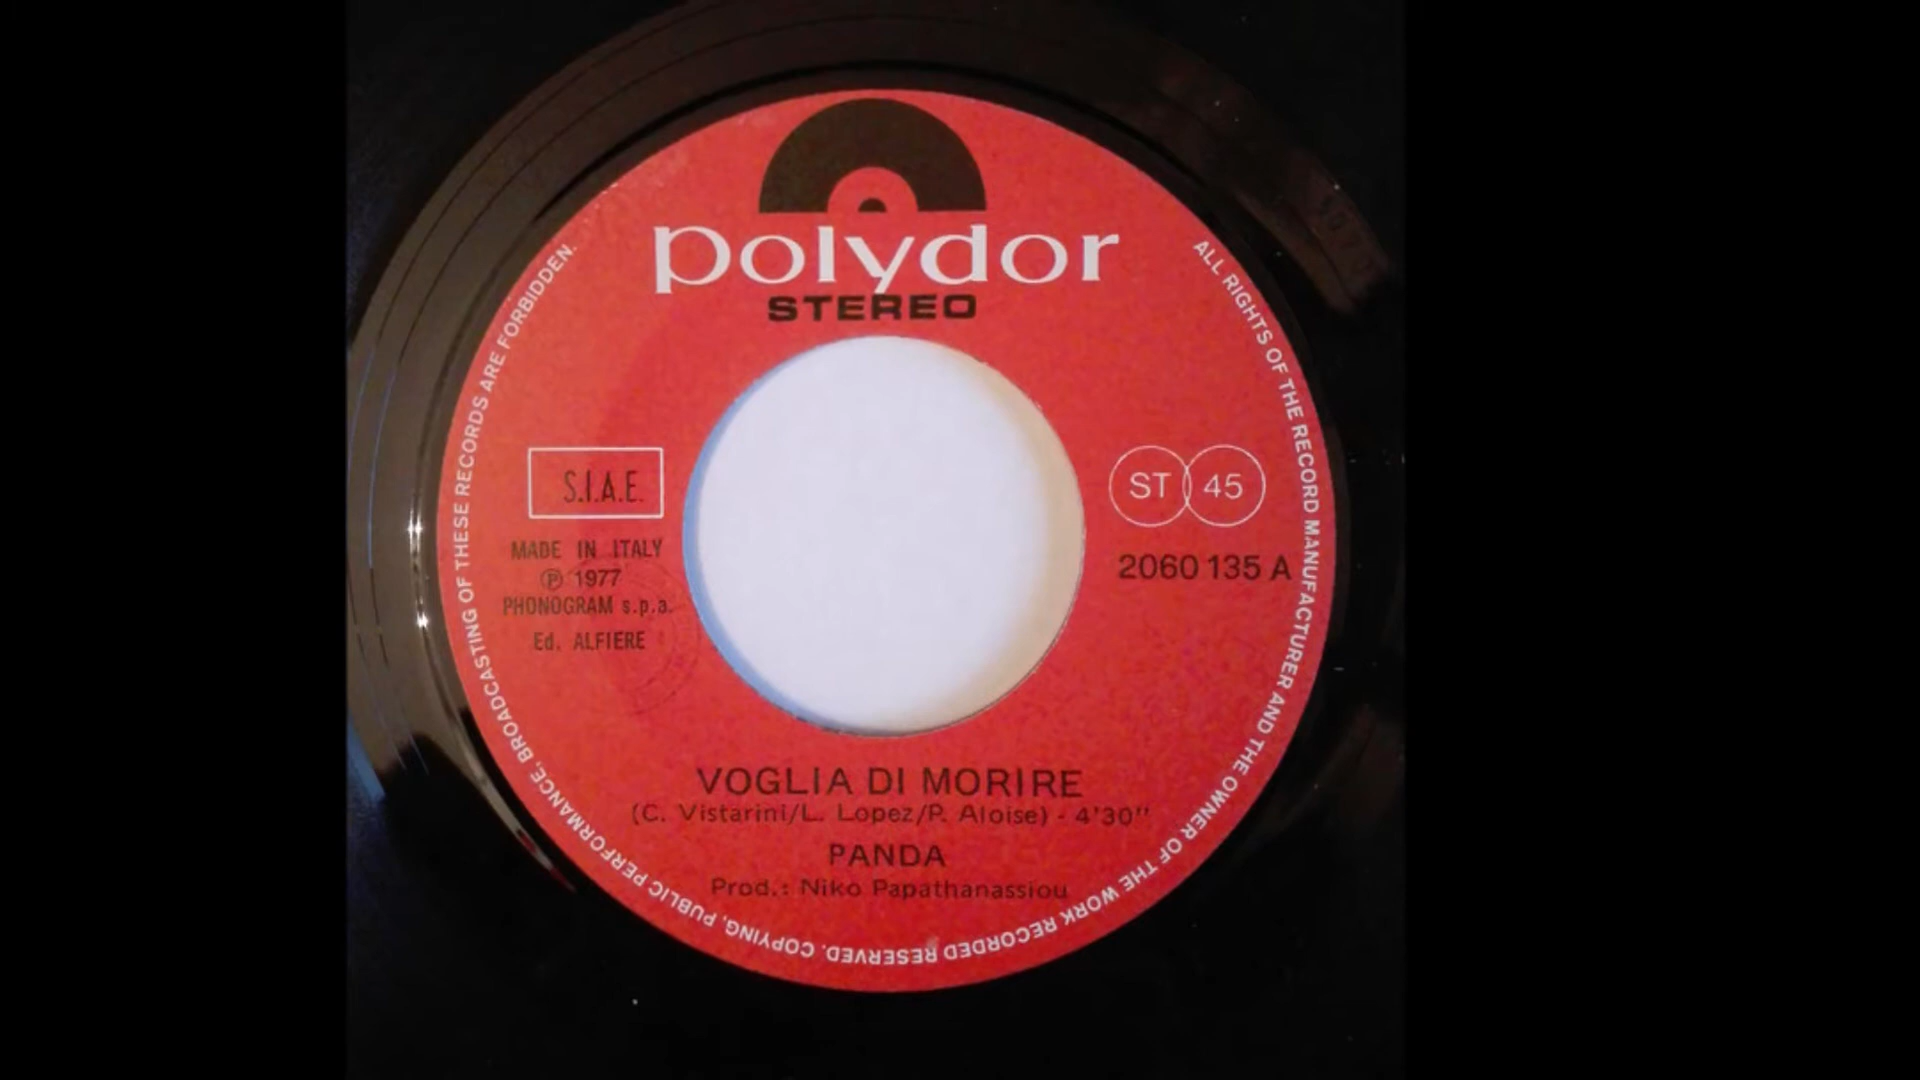 polydor
STEREO
S.I.A.E.
MADE IN ITALY
Ⓟ 1977
PHONOGRAM s.p.a.
Ed. ALFIERE
ST 45
2060 135 A
VOGLIA DI MORIRE
(C. Vistarini/L. Lopez/P. Aloise) - 4'30"
PANDA
Prod.: Niko Papathanassiou
ALL RIGHTS OF THE RECORD MANUFACTURER AND THE OWNER OF THE WORK RECORDED RESERVED. COPYING, PUBLIC PERFORMANCE, BROADCASTING OF THESE RECORDS ARE FORBIDDEN.